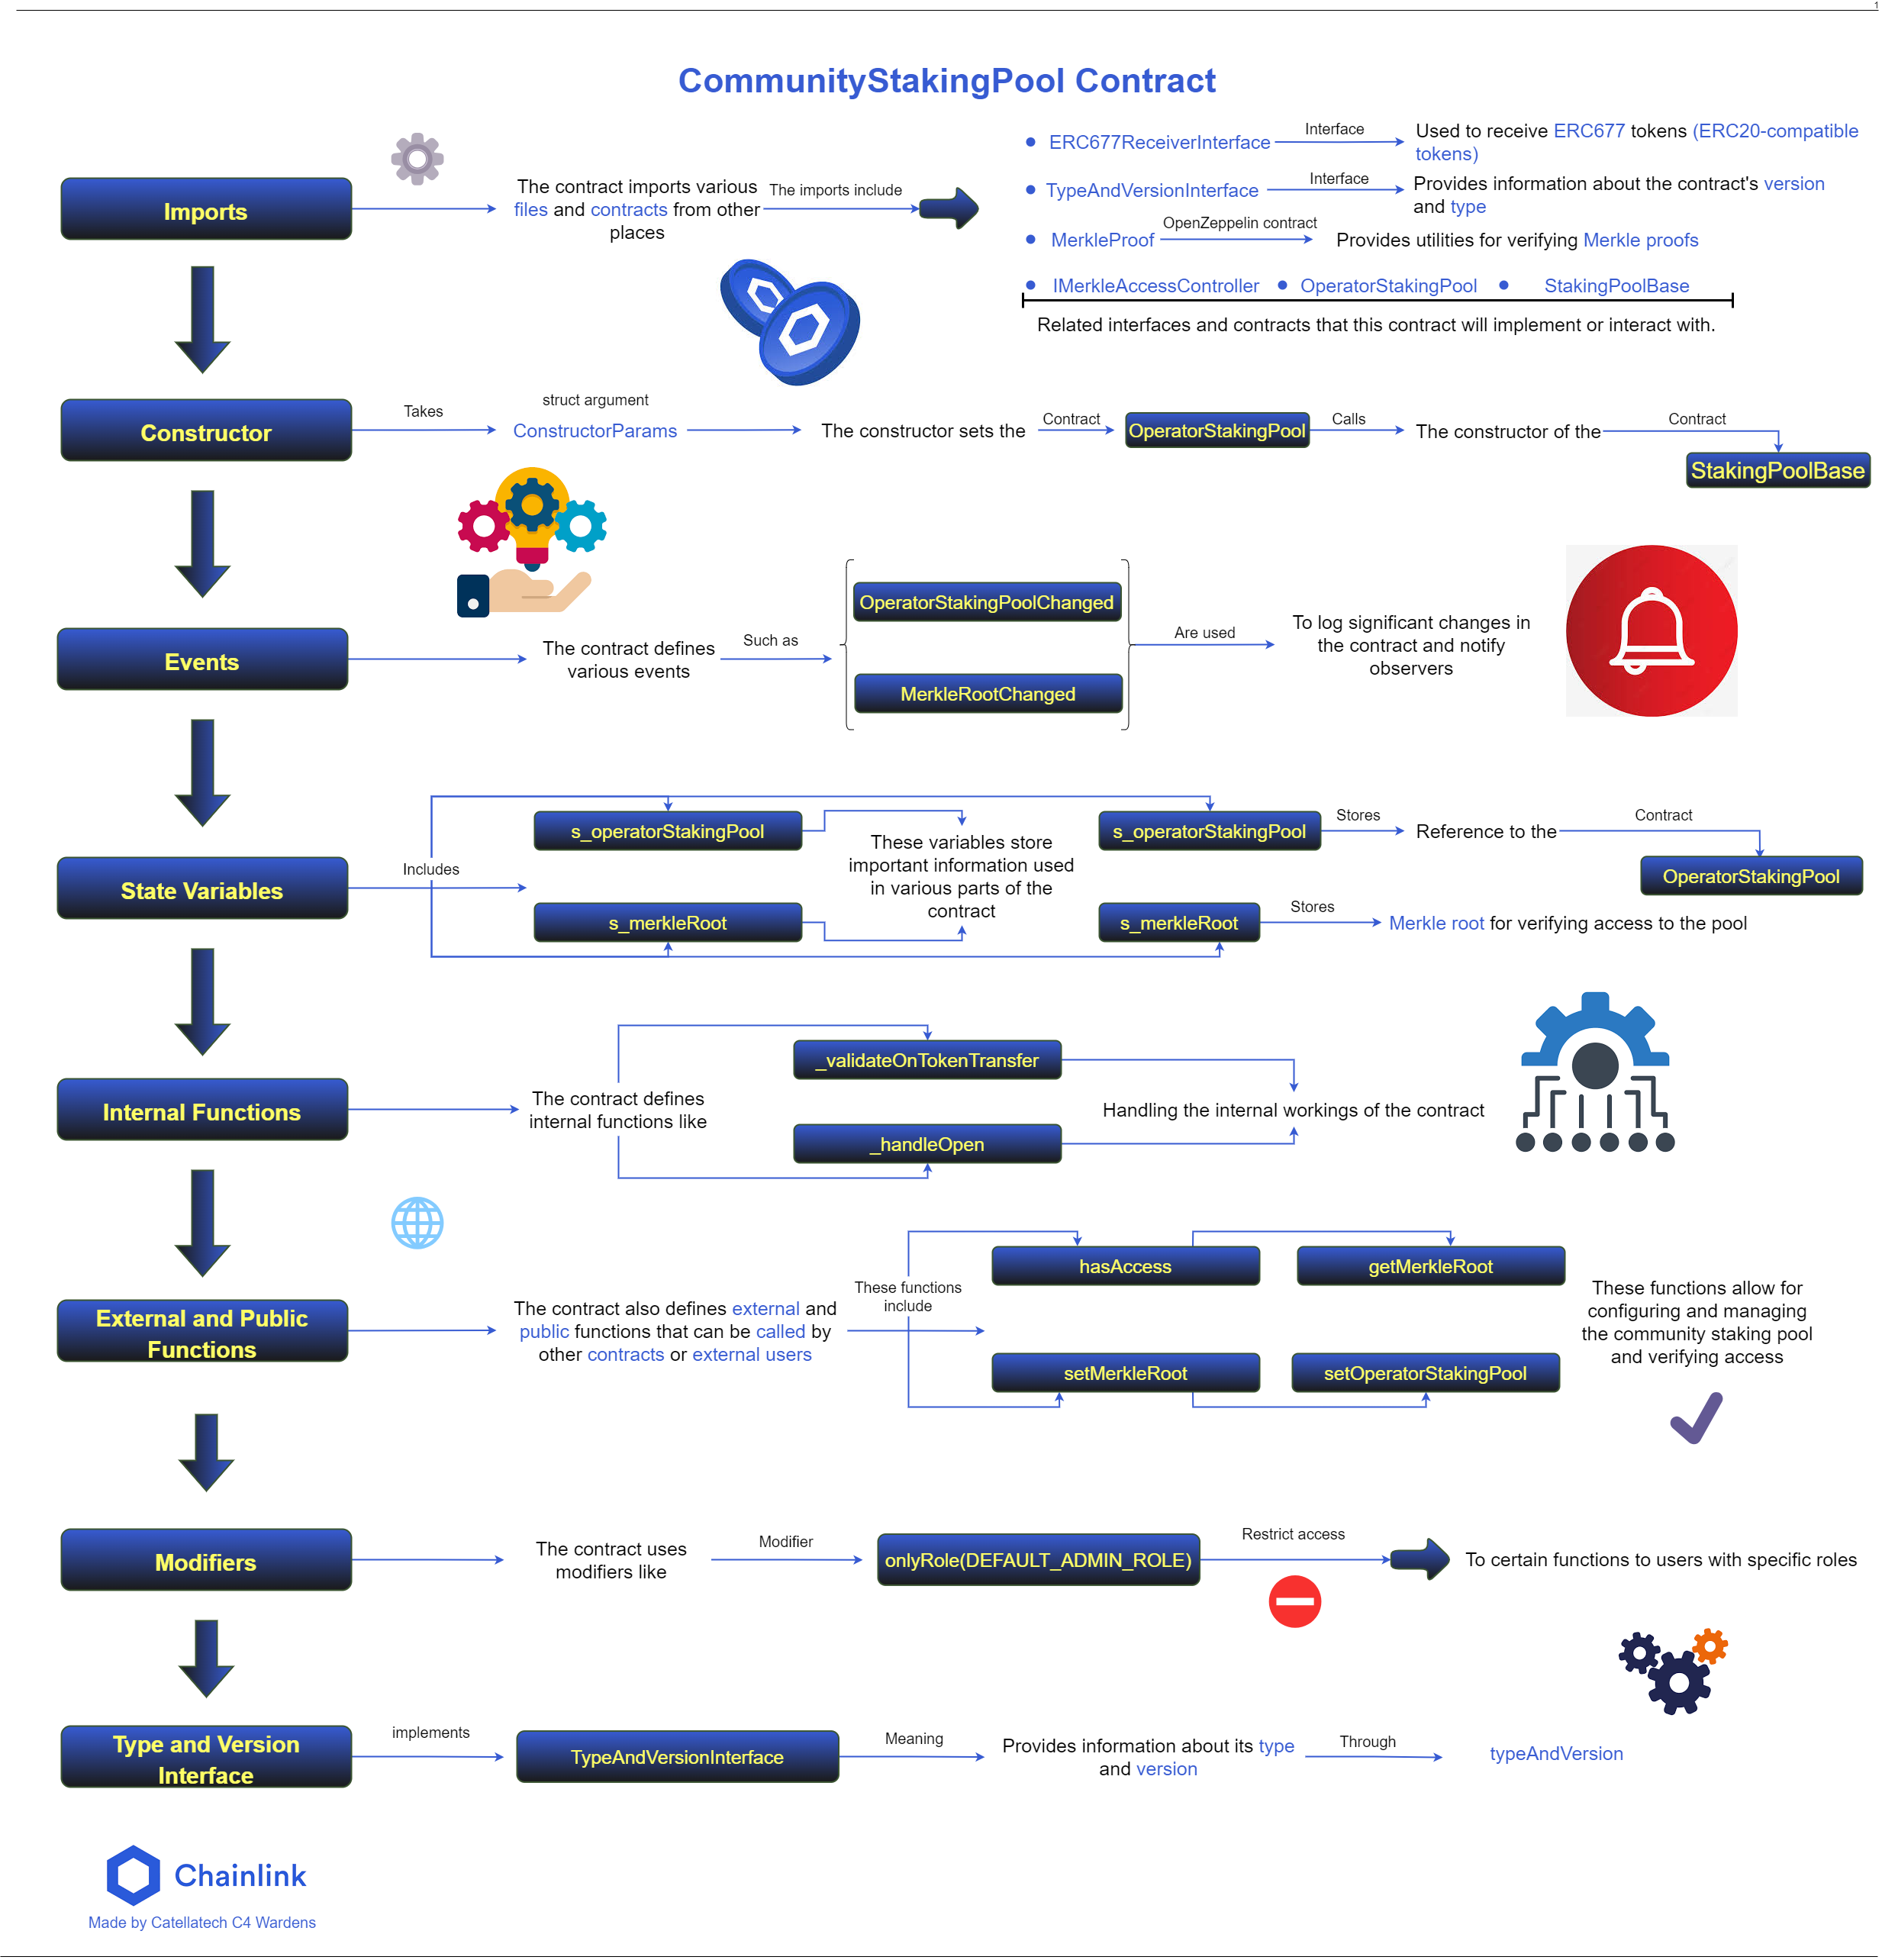 1
CommunityStakingPool Contract
Imports
The contract imports various
files and contracts from other
places
The imports include
ERC677ReceiverInterface
Interface
Used to receive ERC677 tokens (ERC20-compatible
tokens)
TypeAndVersionInterface
Interface
Provides information about the contract's version
and type
MerkleProof
OpenZeppelin contract
Provides utilities for verifying Merkle proofs
IMerkleAccessController
OperatorStakingPool
StakingPoolBase
Related interfaces and contracts that this contract will implement or interact with.
Constructor
Takes
struct argument
ConstructorParams
The constructor sets the
Contract
OperatorStakingPool
Calls
The constructor of the
Contract
StakingPoolBase
Events
The contract defines
various events
Such as
OperatorStakingPoolChanged
MerkleRootChanged
Are used
To log significant changes in
the contract and notify
observers
State Variables
Includes
s_operatorStakingPool
s_merkleRoot
These variables store
important information used
in various parts of the
contract
s_operatorStakingPool
Stores
Reference to the
Contract
OperatorStakingPool
s_merkleRoot
Stores
Merkle root for verifying access to the pool
Internal Functions
The contract defines
internal functions like
_validateOnTokenTransfer
_handleOpen
Handling the internal workings of the contract
External and Public
Functions
The contract also defines external and
public functions that can be called by
other contracts or external users
These functions
include
hasAccess
getMerkleRoot
setMerkleRoot
setOperatorStakingPool
These functions allow for
configuring and managing
the community staking pool
and verifying access
Modifiers
The contract uses
modifiers like
Modifier
onlyRole(DEFAULT_ADMIN_ROLE)
Restrict access
To certain functions to users with specific roles
Type and Version
Interface
implements
TypeAndVersionInterface
Meaning
Provides information about its type
and version
Through
typeAndVersion
Chainlink
Made by Catellatech C4 Wardens